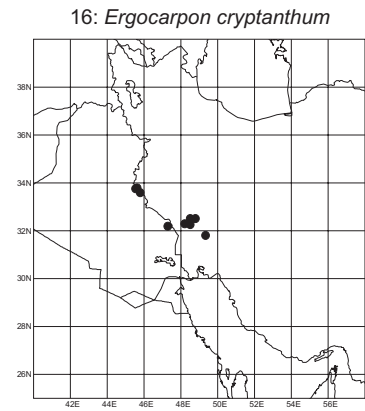 16: Ergocarpon cryptanthum
38N
36N
34N
32N
30N
28N
26N
42E 44E 46E 48E 50E 52E 54E 56E